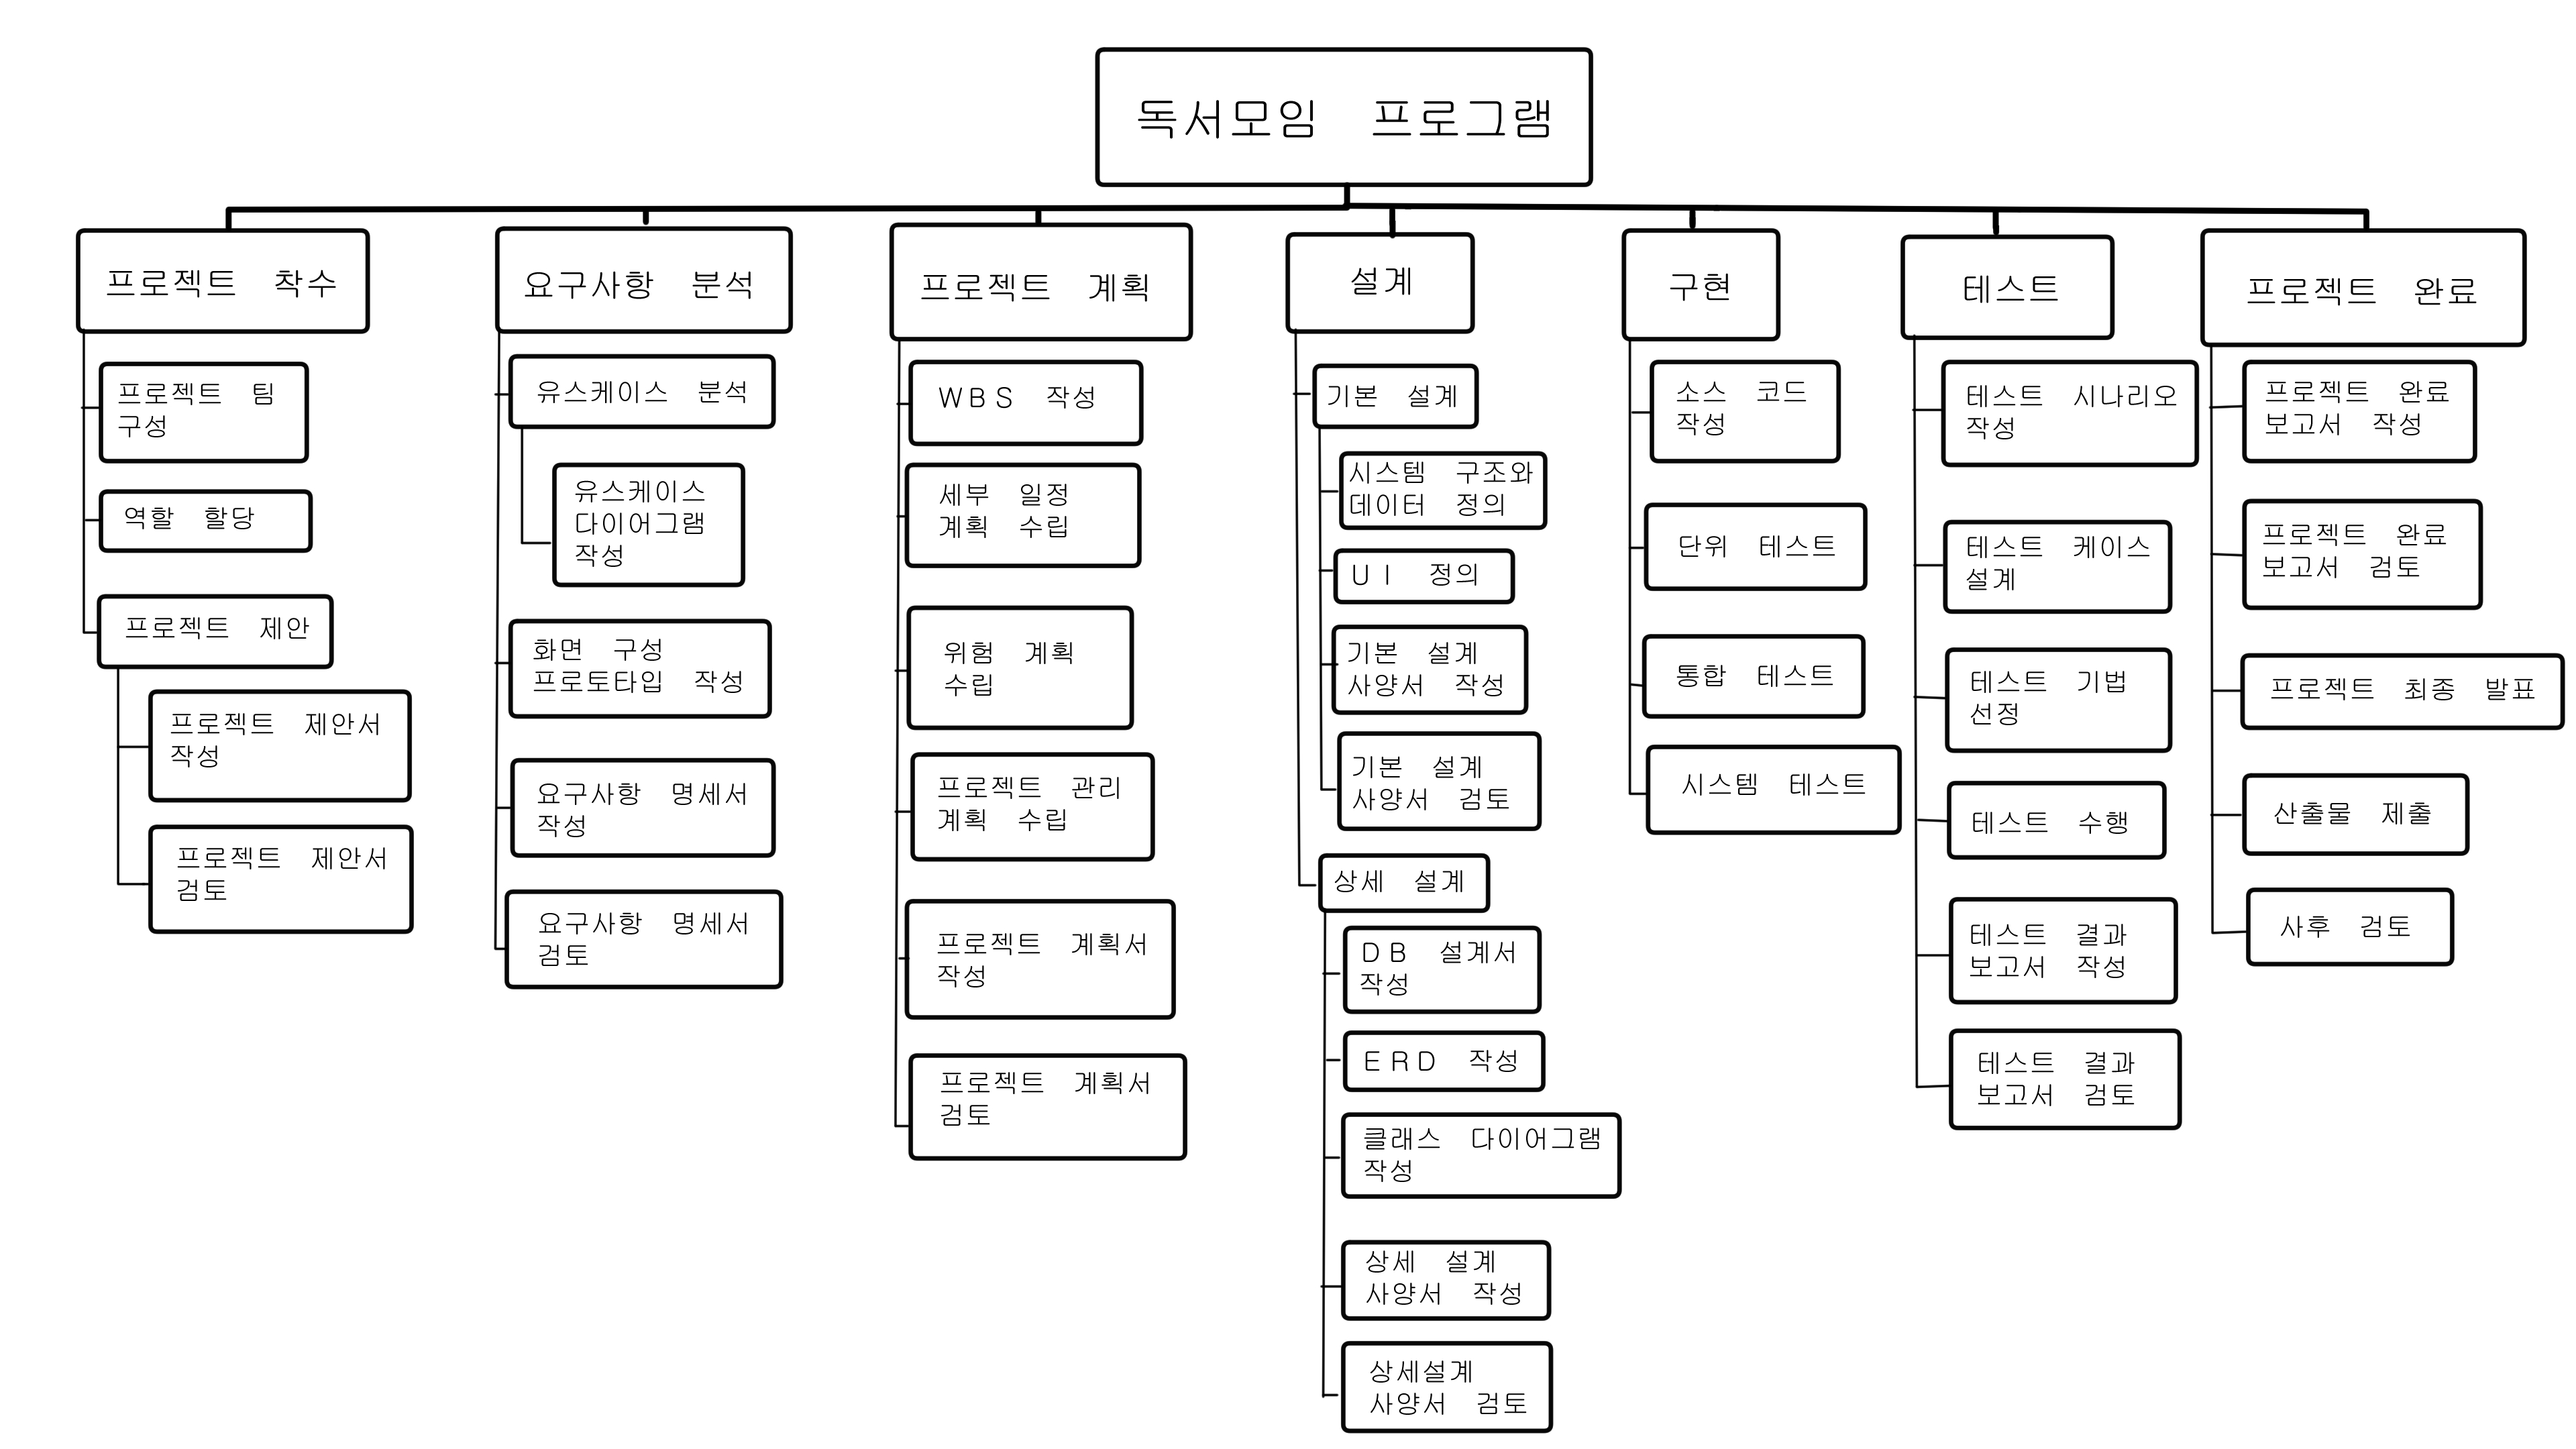 독서모임 프로그램
프로젝트 착수
프로젝트 팀
구성
역할 할당
프로젝트 제안
프로젝트 제안서
작성
프로젝트 제안서
검토
요구사항 분석
유스케이스 분석
유스케이스
다이어그램
작성
화면 구성
프로토타입 작성
요구사항 명세서
작성
요구사항 명세서
검토
프로젝트 계획
WBS 작성
세부 일정
계획 수립
위험 계획
수립
프로젝트 관리
계획 수립
프로젝트 계획서
작성
프로젝트 계획서
검토
설계
기본 설계
시스템 구조와
데이터 정의
UI 정의
기본 설계
사양서 작성
기본 설계
사양서 검토
상세 설계
DB 설계서
작성
ERD 작성
클래스 다이어그램
작성
상세 설계
사양서 작성
상세설계
사양서 검토
구현
소스 코드
작성
단위 테스트
통합 테스트
시스템 테스트
테스트
테스트 시나리오
작성
테스트 케이스
설계
테스트 기법
선정
테스트 수행
테스트 결과
보고서 작성
테스트 결과
보고서 검토
프로젝트 완료
프로젝트 완료
보고서 작성
프로젝트 완료
보고서 검토
프로젝트 최종 발표
산출물 제출
사후 검토